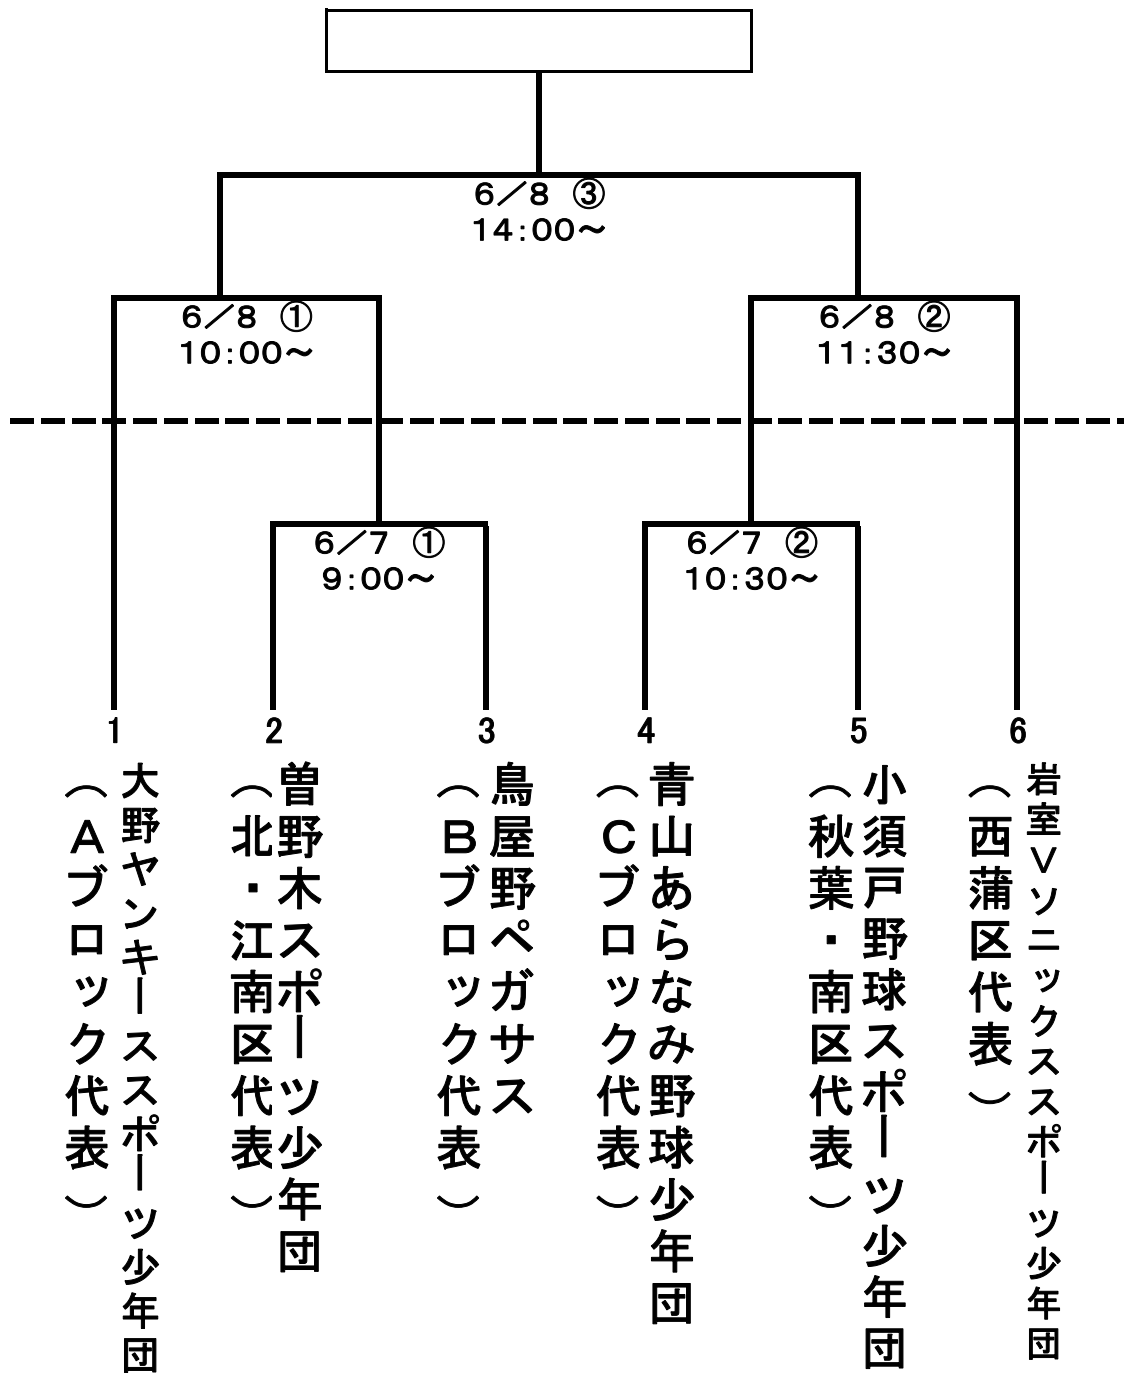 6／8　③
14:00～
6／8　①
10:00～
6／8　②
11:30～
6／7　①
9:00～
6／7　②
10:30～
1
2
3
4
5
6
大野ヤンキーススポーツ少年団
（Aブロック代表）
曽野木スポーツ少年団
（北・江南区代表）
鳥屋野ペガサス
（Bブロック代表）
青山あらなみ野球少年団
（Cブロック代表）
小須戸野球スポーツ少年団
（秋葉・南区代表）
岩室Vソニックススポーツ少年団
（西蒲区代表）